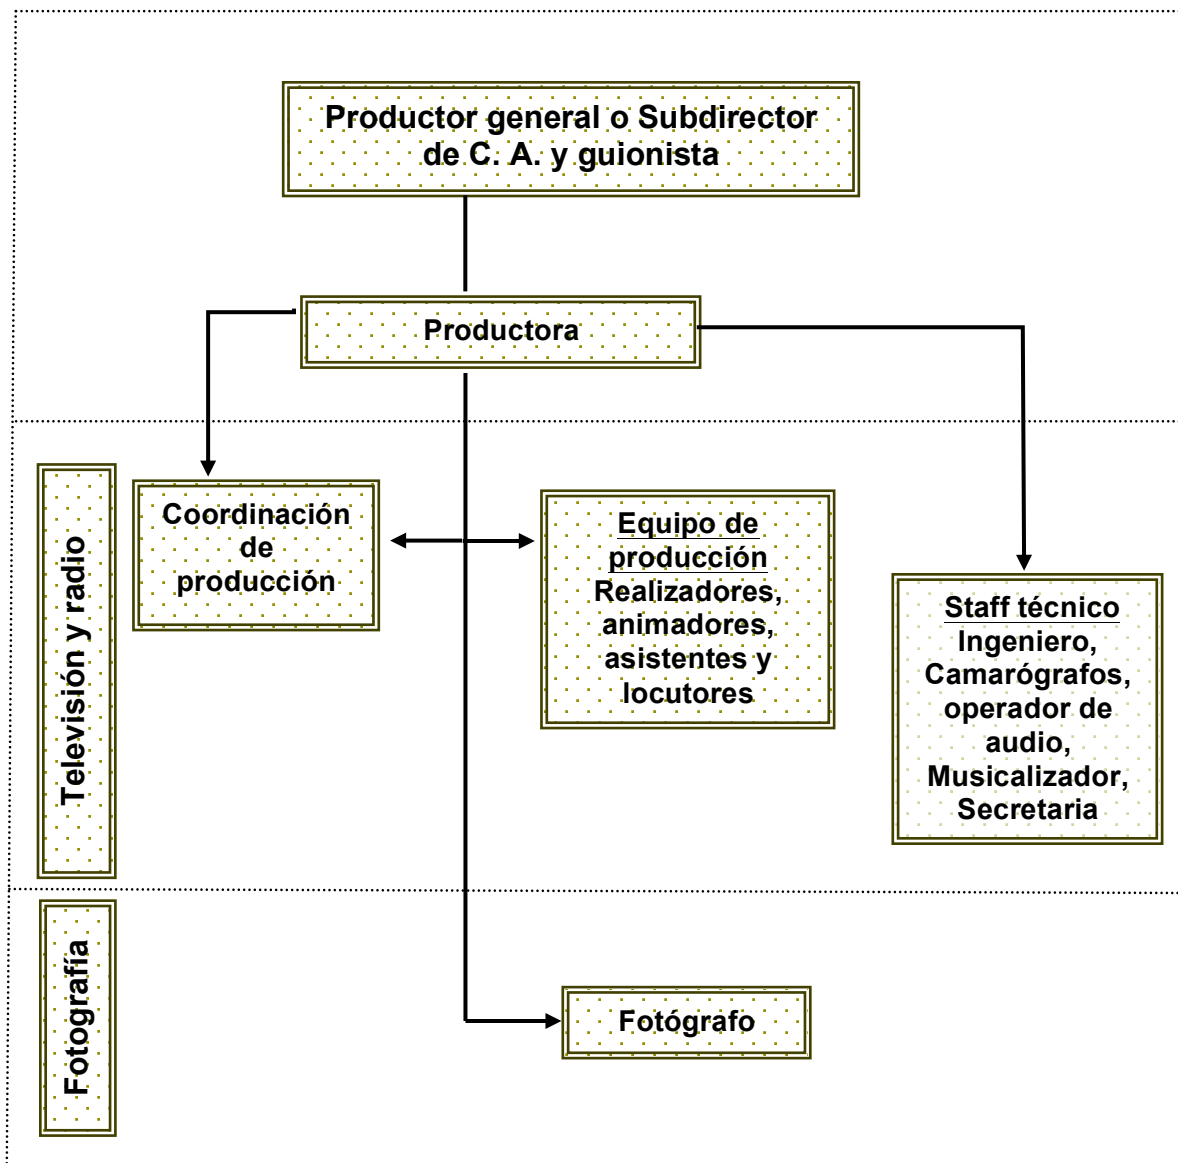 Productor general o Subdirector
de C. A. y guionista
Productora
Televisión y radio
Coordinación
de
producción
Equipo de
producción
Realizadores,
animadores,
asistentes y
locutores
Staff técnico
Ingeniero,
Camarógrafos,
operador de
audio,
Musicalizador,
Secretaria
Fotografía
Fotógrafo